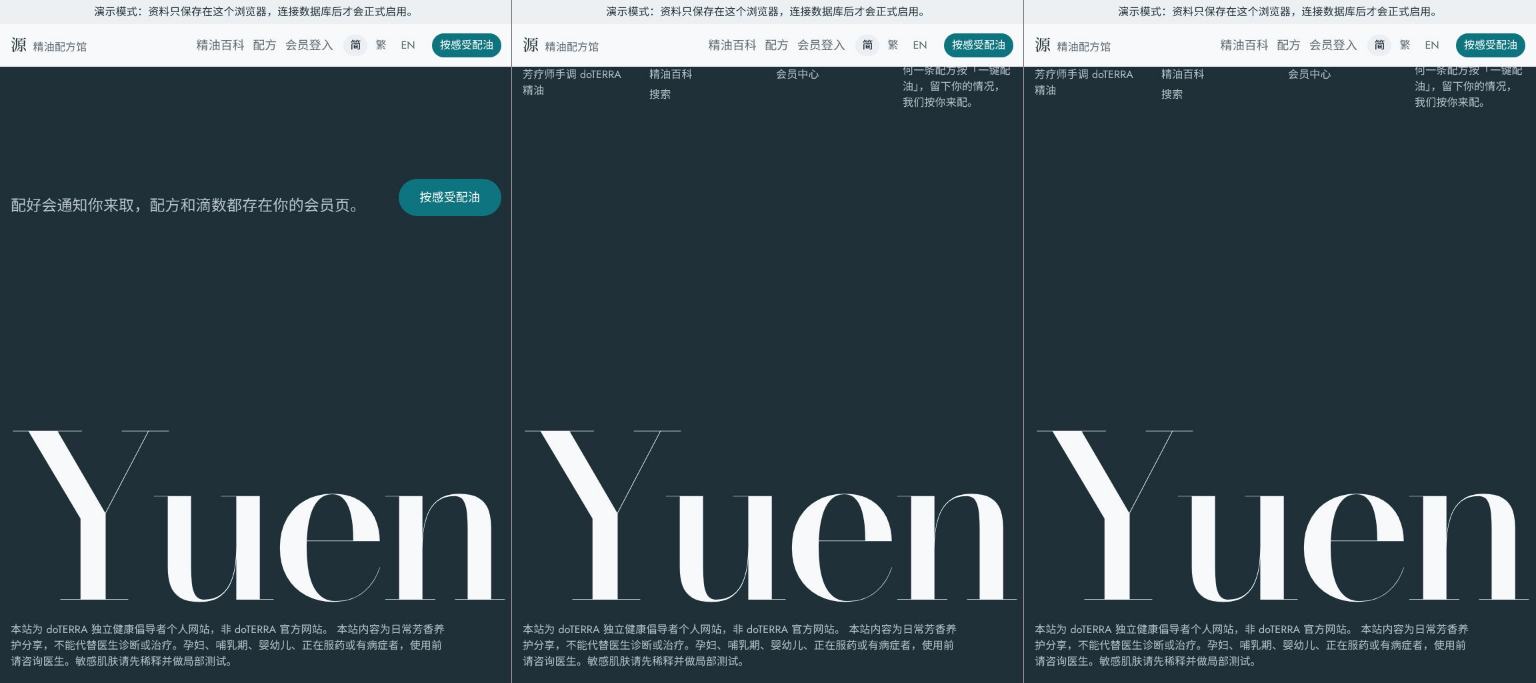 演示模式：资料只保存在这个浏览器，连接数据库后才会正式启用。
源 精油配方馆 精油百科 配方 会员登入 简 繁 EN 按感受配油
配好会通知你来取，配方和滴数都存在你的会员页。
按感受配油
Yuen
本站为 doTERRA 独立健康倡导者个人网站，非 doTERRA 官方网站。 本站内容为日常芳香养
护分享，不能代替医生诊断或治疗。孕妇、哺乳期、婴幼儿、正在服药或有病症者，使用前
请咨询医生。敏感肌肤请先稀释并做局部测试。
演示模式：资料只保存在这个浏览器，连接数据库后才会正式启用。
源 精油配方馆 精油百科 配方 会员登入 简 繁 EN 按感受配油
芳疗师手调 doTERRA
精油
精油百科
搜索
会员中心
何一条配方按「一键配
油」，留下你的情况，
我们按你来配。
Yuen
本站为 doTERRA 独立健康倡导者个人网站，非 doTERRA 官方网站。 本站内容为日常芳香养
护分享，不能代替医生诊断或治疗。孕妇、哺乳期、婴幼儿、正在服药或有病症者，使用前
请咨询医生。敏感肌肤请先稀释并做局部测试。
演示模式：资料只保存在这个浏览器，连接数据库后才会正式启用。
源 精油配方馆 精油百科 配方 会员登入 简 繁 EN 按感受配油
芳疗师手调 doTERRA
精油
精油百科
搜索
会员中心
何一条配方按「一键配
油」，留下你的情况，
我们按你来配。
Yuen
本站为 doTERRA 独立健康倡导者个人网站，非 doTERRA 官方网站。 本站内容为日常芳香养
护分享，不能代替医生诊断或治疗。孕妇、哺乳期、婴幼儿、正在服药或有病症者，使用前
请咨询医生。敏感肌肤请先稀释并做局部测试。